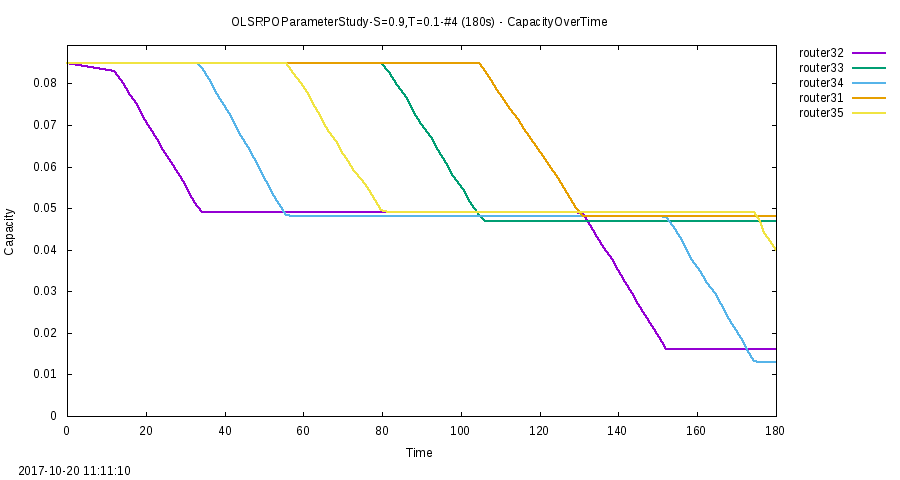 OLSRPOParameterStudy-S=0.9,T=0.1-#4 (180s) - CapacityOverTime
router32
router33
router34
router31
router35
0.08
0.07
0.06
0.05
0.04
0.03
0.02
0.01
0
Capacity
0 20 40 60 80 100 120 140 160 180
Time
2017-10-20 11:11:10